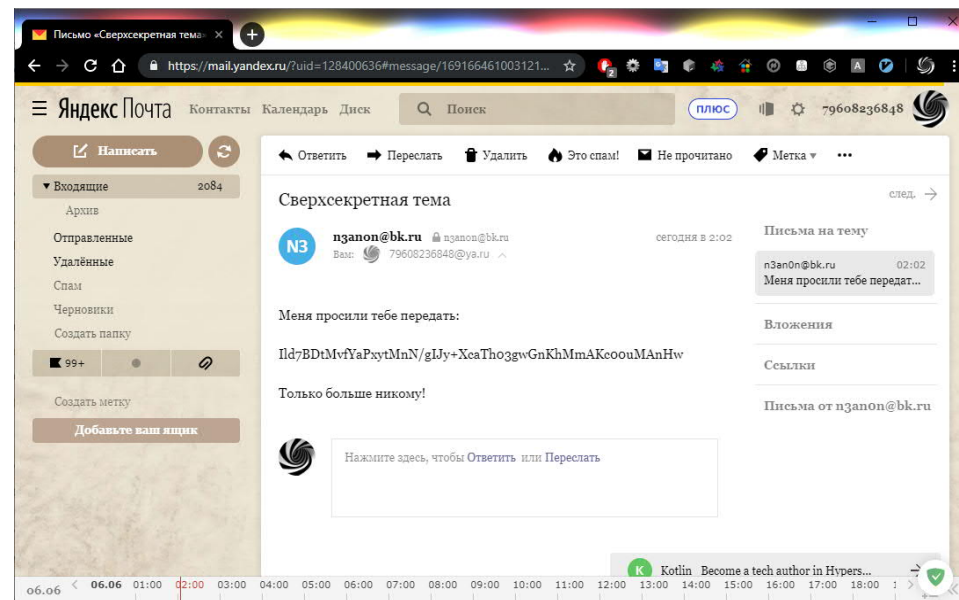 Письмо «Сверхсекретная тема»
https://mail.yandex.ru/?uid=128400636#message/169166461003121...
Яндекс Почта Контакты Календарь Диск Поиск плюс 79608236848
Написать
Ответить Переслать Удалить Это спам! Не прочитано Метка
Входящие 2084
Архив
Отправленные
Удалённые
Спам
Черновики
Создать папку
99+
Создать метку
Добавьте ваш ящик
след.
Сверхсекретная тема
N3
n3anon@bk.ru n3anon@bk.ru сегодня в 2:02
Вам: 79608236848@ya.ru
Меня просили тебе передать:
Ild7BDtMvfYaPxytMnN/gIJy+XcaTh03gwGnKhMmAKc00uMAnHw
Только больше никому!
Нажмите здесь, чтобы Ответить или Переслать
Письма на тему
n3an0n@bk.ru 02:02
Меня просили тебе передат...
Вложения
Ссылки
Письма от n3an0n@bk.ru
K Kotlin Become a tech author in Hypers...
06.06 06.06 01:00 02:00 03:00 04:00 05:00 06:00 07:00 08:00 09:00 10:00 11:00 12:00 13:00 14:00 15:00 16:00 17:00 18:00